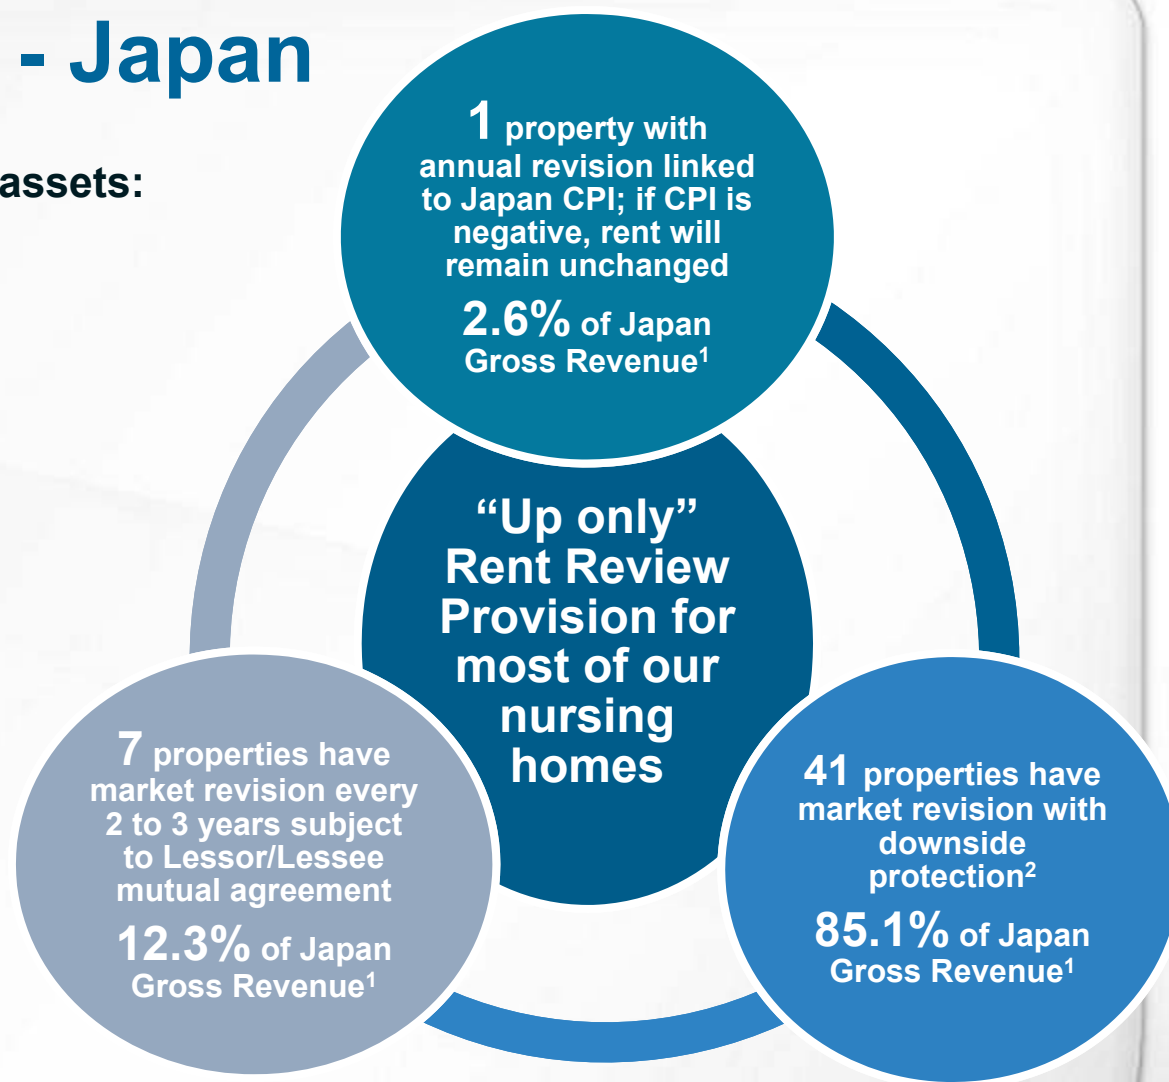 - Japan
assets:
1 property with
annual revision linked
to Japan CPI; if CPI is
negative, rent will
remain unchanged
2.6% of Japan
Gross Revenue¹
“Up only”
Rent Review
Provision for
most of our
nursing
homes
7 properties have
market revision every
2 to 3 years subject
to Lessor/Lessee
mutual agreement
12.3% of Japan
Gross Revenue¹
41 properties have
market revision with
downside
protection²
85.1% of Japan
Gross Revenue¹